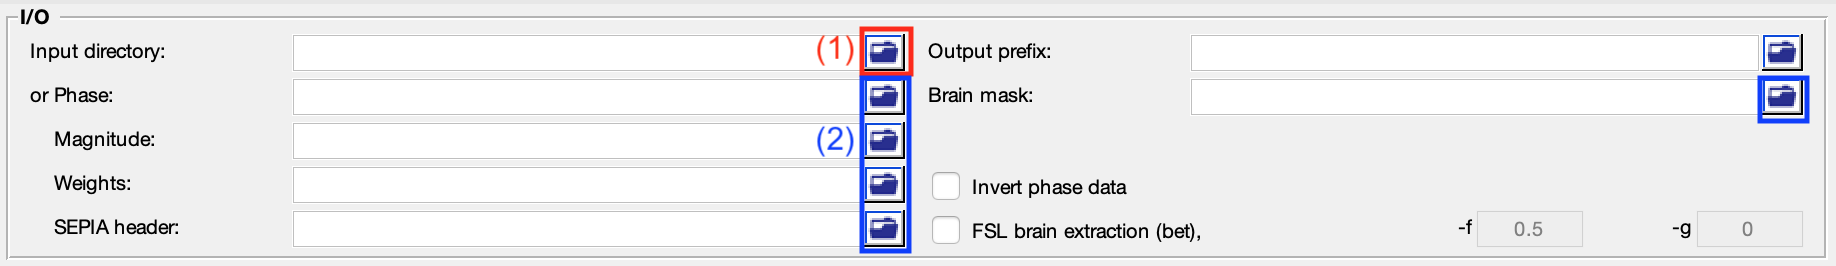 I/O
Input directory: (1) Output prefix:
or Phase: Brain mask:
Magnitude: (2)
Weights: Invert phase data
SEPIA header: FSL brain extraction (bet), -f 0.5 -g 0